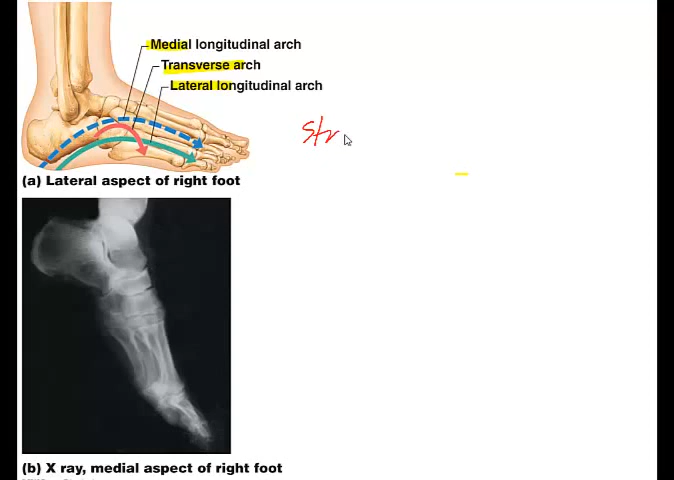 Medial longitudinal arch
Transverse arch
Lateral longitudinal arch
Str
(a) Lateral aspect of right foot
(b) X ray, medial aspect of right foot